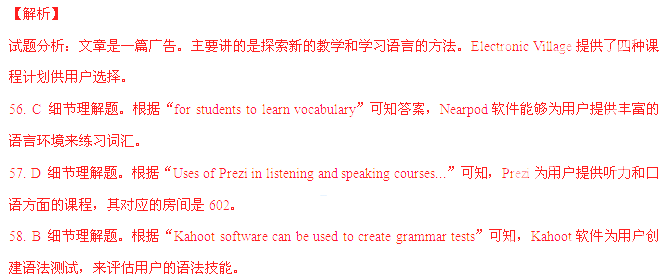 【解析】
试题分析：文章是一篇广告。主要讲的是探索新的教学和学习语言的方法。Electronic Village 提供了四种课
程计划供用户选择。
56. C 细节理解题。根据“for students to learn vocabulary”可知答案，Nearpod 软件能够为用户提供丰富的
语言环境来练习词汇。
57. D 细节理解题。根据“Uses of Prezi in listening and speaking courses...”可知，Prezi 为用户提供听力和口
语方面的课程，其对应的房间是 602。
58. B 细节理解题。根据“Kahoot software can be used to create grammar tests”可知，Kahoot 软件为用户创
建语法测试，来评估用户的语法技能。